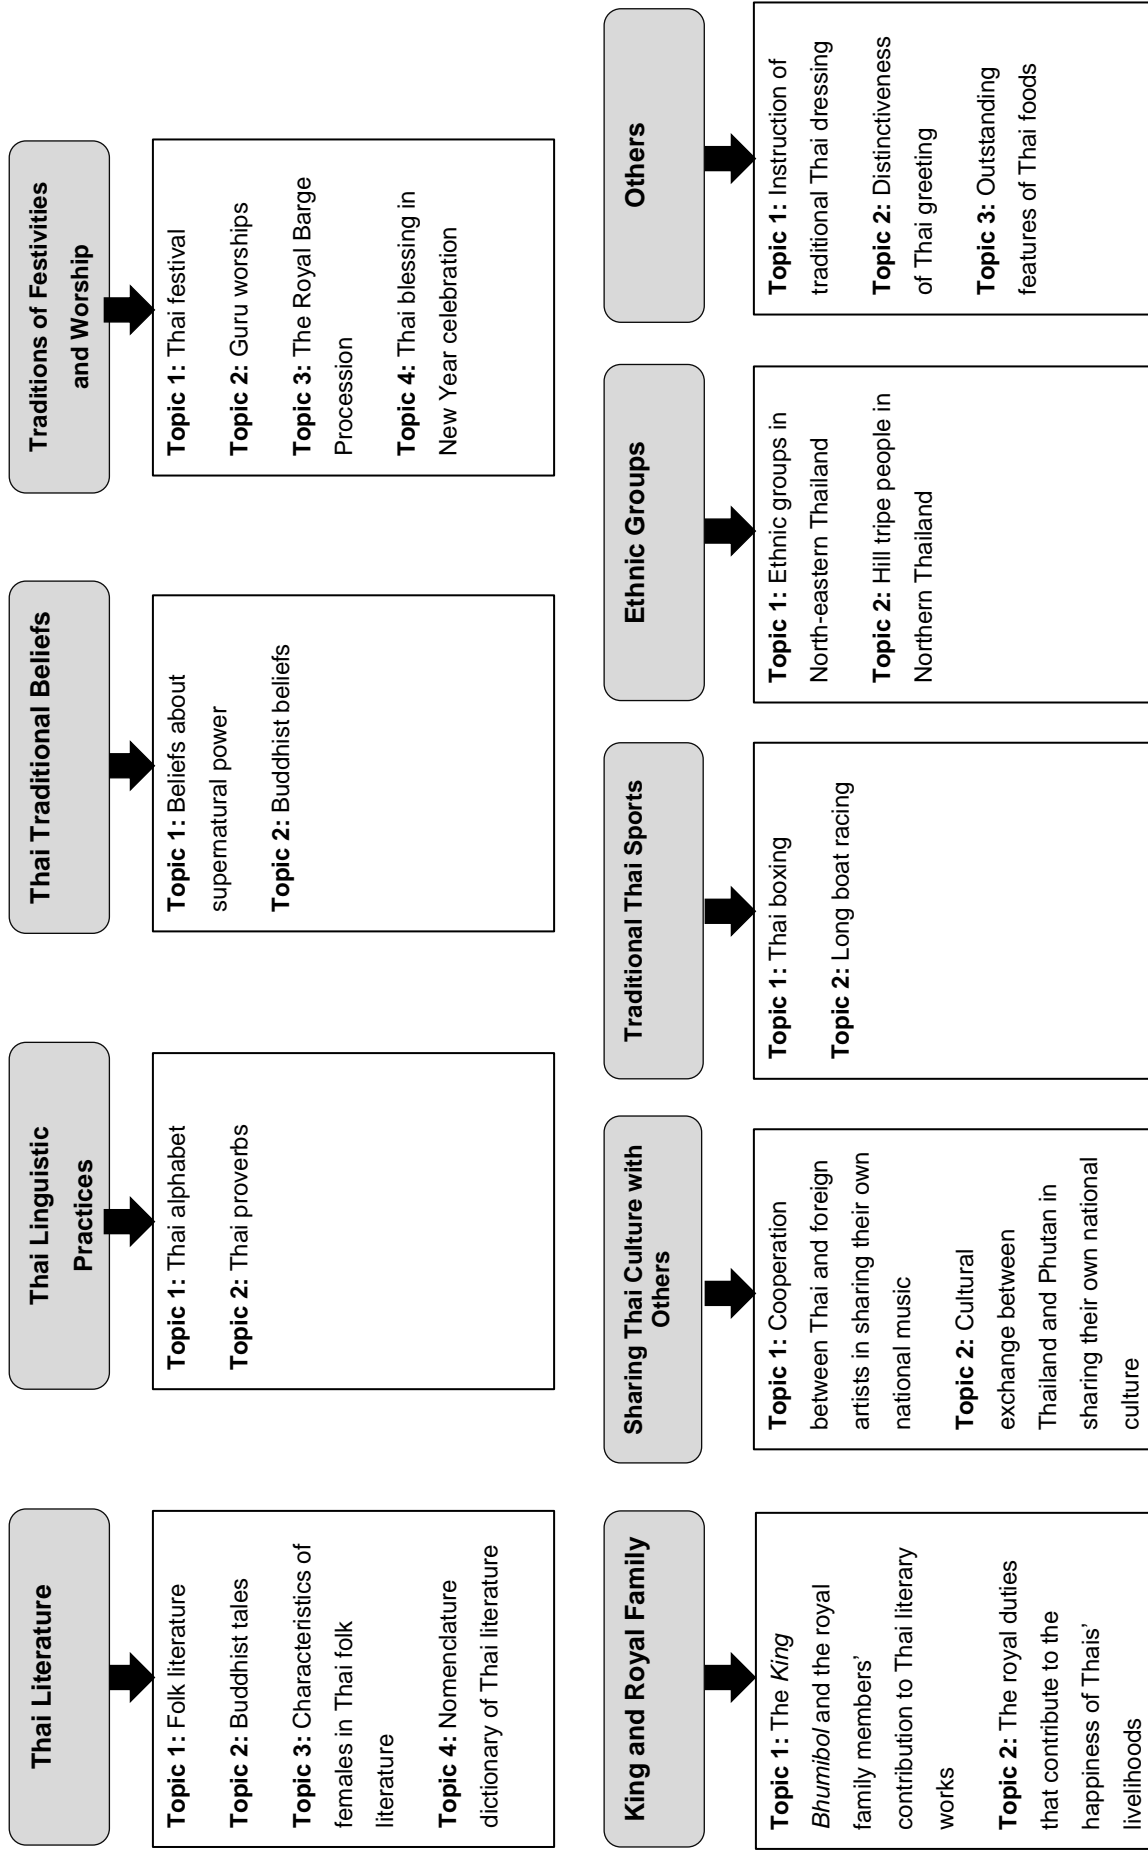 Thai Literature
Topic 1: Folk literature
Topic 2: Buddhist tales
Topic 3: Characteristics of
females in Thai folk
literature
Topic 4: Nomenclature
dictionary of Thai literature
Thai Linguistic
Practices
Topic 1: Thai alphabet
Topic 2: Thai proverbs
Thai Traditional Beliefs
Topic 1: Beliefs about
supernatural power
Topic 2: Buddhist beliefs
Traditions of Festivities
and Worship
Topic 1: Thai festival
Topic 2: Guru worships
Topic 3: The Royal Barge
Procession
Topic 4: Thai blessing in
New Year celebration
King and Royal Family
Topic 1: The King
Bhumibol and the royal
family members'
contribution to Thai literary
works
Topic 2: The royal duties
that contribute to the
happiness of Thais'
livelihoods
Sharing Thai Culture with
Others
Topic 1: Cooperation
between Thai and foreign
artists in sharing their own
national music
Topic 2: Cultural
exchange between
Thailand and Phutan in
sharing their own national
culture
Traditional Thai Sports
Topic 1: Thai boxing
Topic 2: Long boat racing
Ethnic Groups
Topic 1: Ethnic groups in
North-eastern Thailand
Topic 2: Hill tripe people in
Northern Thailand
Others
Topic 1: Instruction of
traditional Thai dressing
Topic 2: Distinctiveness
of Thai greeting
Topic 3: Outstanding
features of Thai foods